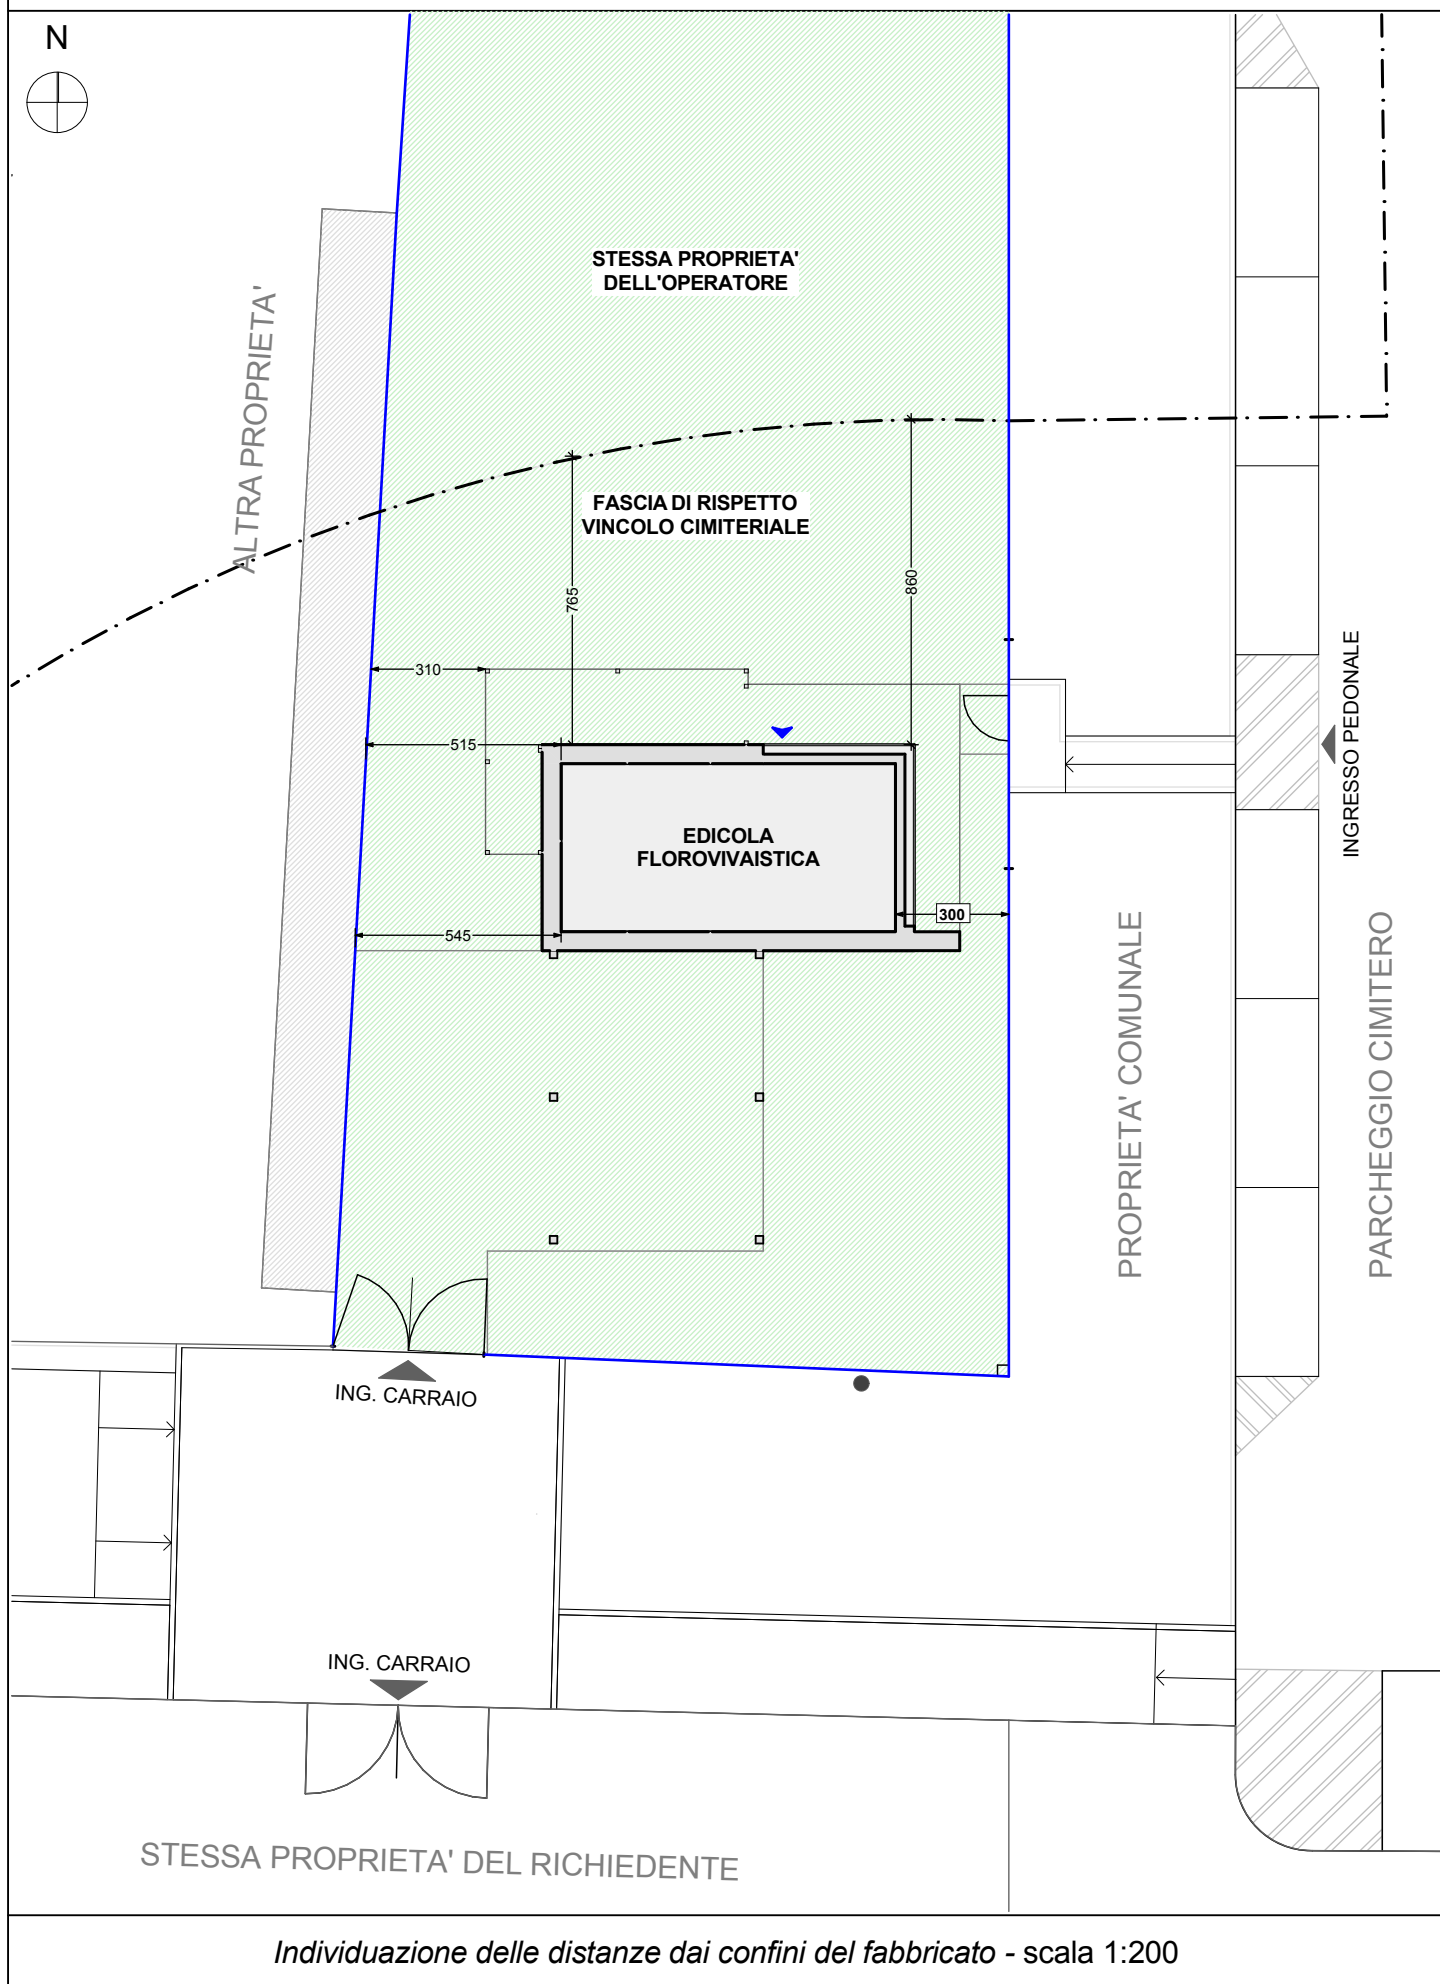 N
STESSA PROPRIETA'
DELL'OPERATORE
ALTRA PROPRIETA'
FASCIA DI RISPETTO
VINCOLO CIMITERIALE
765
860
310
515
INGRESSO PEDONALE
EDICOLA
FLOROVIVAISTICA
300
545
PROPRIETA' COMUNALE
PARCHEGGIO CIMITERO
ING. CARRAIO
ING. CARRAIO
STESSA PROPRIETA' DEL RICHIEDENTE
Individuazione delle distanze dai confini del fabbricato - scala 1:200